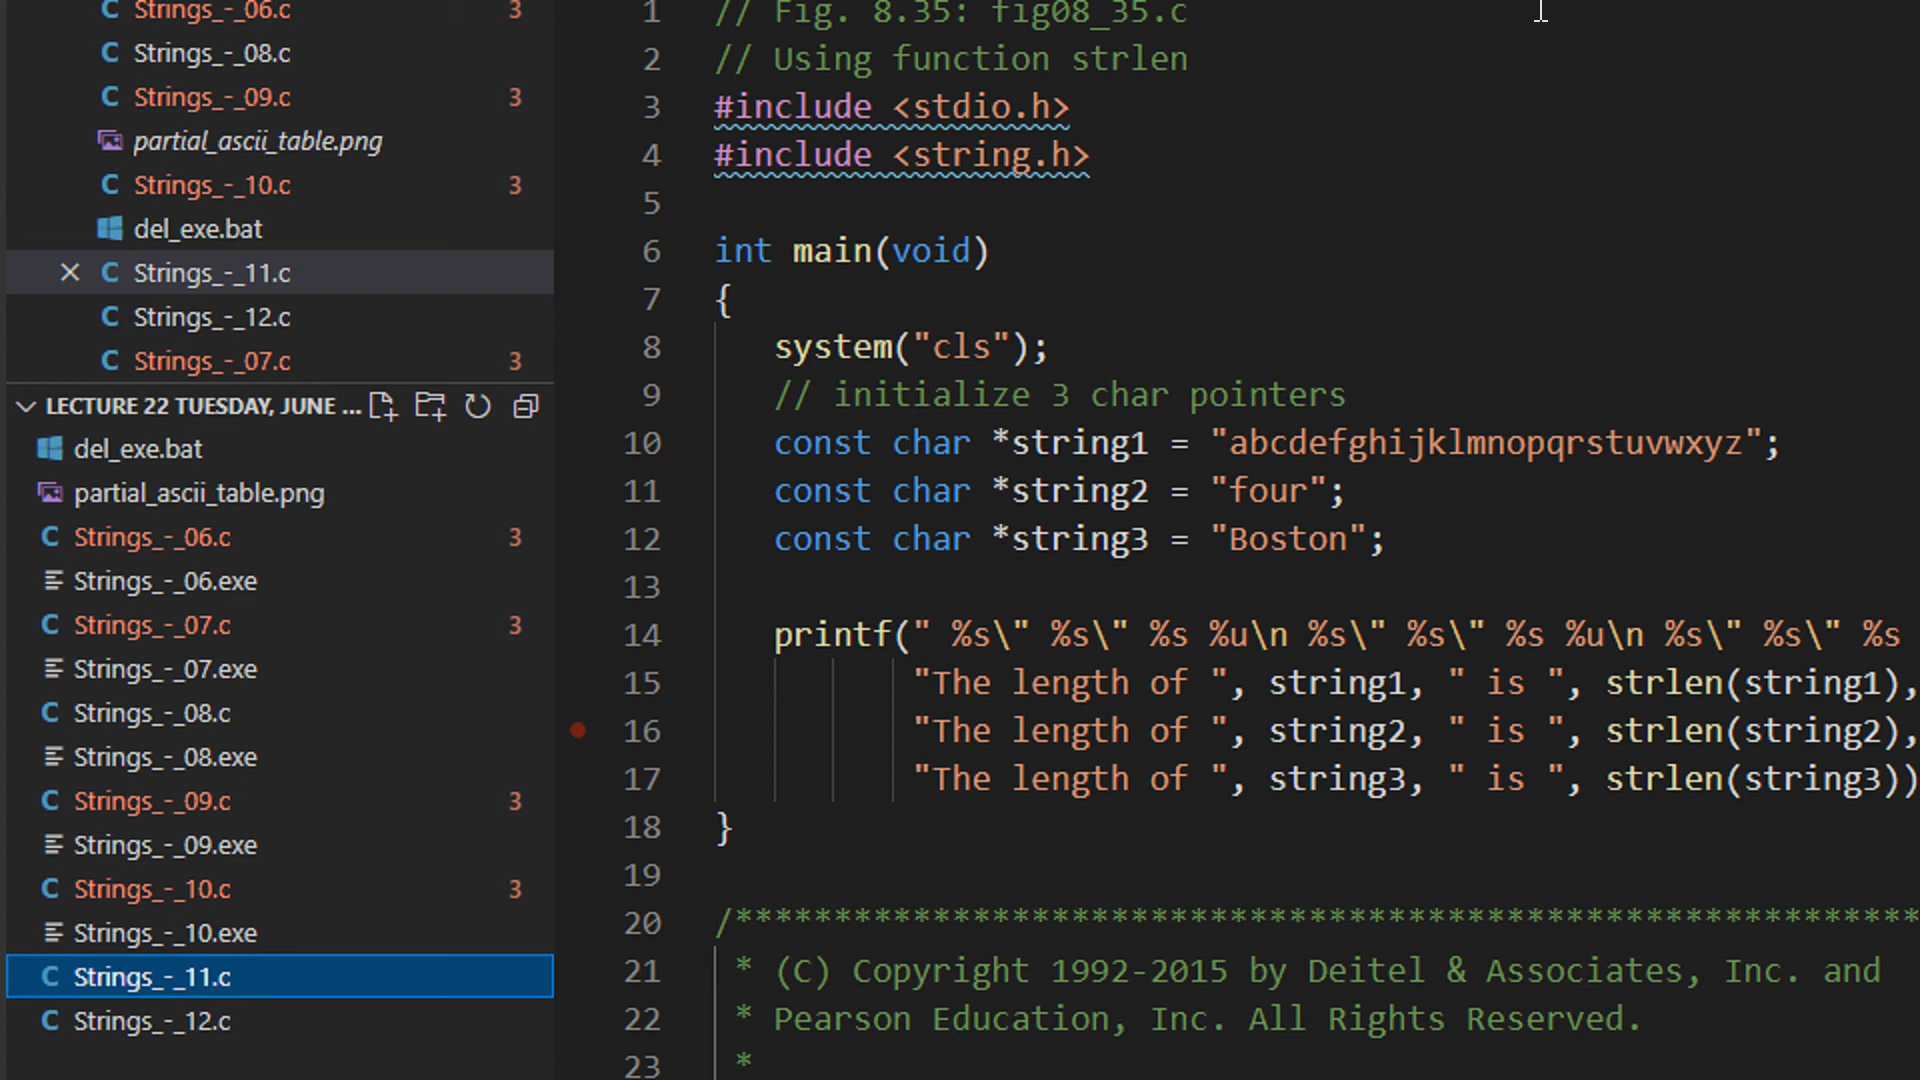 Strings_-_06.c 3
Strings_-_08.c
Strings_-_09.c 3
partial_ascii_table.png
Strings_-_10.c 3
del_exe.bat
Strings_-_11.c
Strings_-_12.c
Strings_-_07.c 3
LECTURE 22 TUESDAY, JUNE ...
del_exe.bat
partial_ascii_table.png
Strings_-_06.c 3
Strings_-_06.exe
Strings_-_07.c 3
Strings_-_07.exe
Strings_-_08.c
Strings_-_08.exe
Strings_-_09.c 3
Strings_-_09.exe
Strings_-_10.c 3
Strings_-_10.exe
Strings_-_11.c
Strings_-_12.c
1 // Fig. 8.35: fig08_35.c
2 // Using function strlen
3 #include <stdio.h>
4 #include <string.h>
5
6 int main(void)
7 {
8 system("cls");
9 // initialize 3 char pointers
10 const char *string1 = "abcdefghijklmnopqrstuvwxyz";
11 const char *string2 = "four";
12 const char *string3 = "Boston";
13
14 printf(" %s\" %s\" %s %u\n %s\" %s\" %s %u\n %s\" %s\" %s
15 "The length of ", string1, " is ", strlen(string1),
16 "The length of ", string2, " is ", strlen(string2),
17 "The length of ", string3, " is ", strlen(string3))
18 }
19
20 /************************************************************
21 * (C) Copyright 1992-2015 by Deitel & Associates, Inc. and
22 * Pearson Education, Inc. All Rights Reserved.
23 *